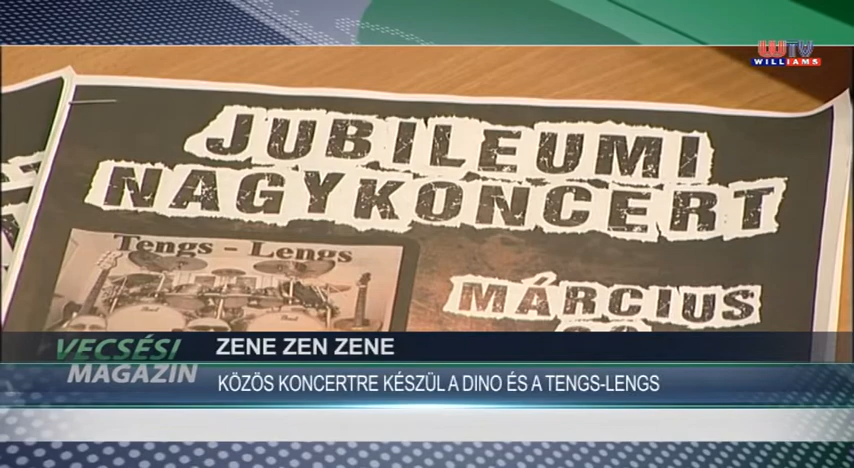 WTV
WILLIAMS
JUBILEUMI
NAGYKONCERT
Tengs - Lengs
MÁRCIUS
VECSÉSI
MAGAZIN
ZENE ZEN ZENE
KÖZÖS KONCERTRE KÉSZÜL A DINO ÉS A TENGS-LENGS